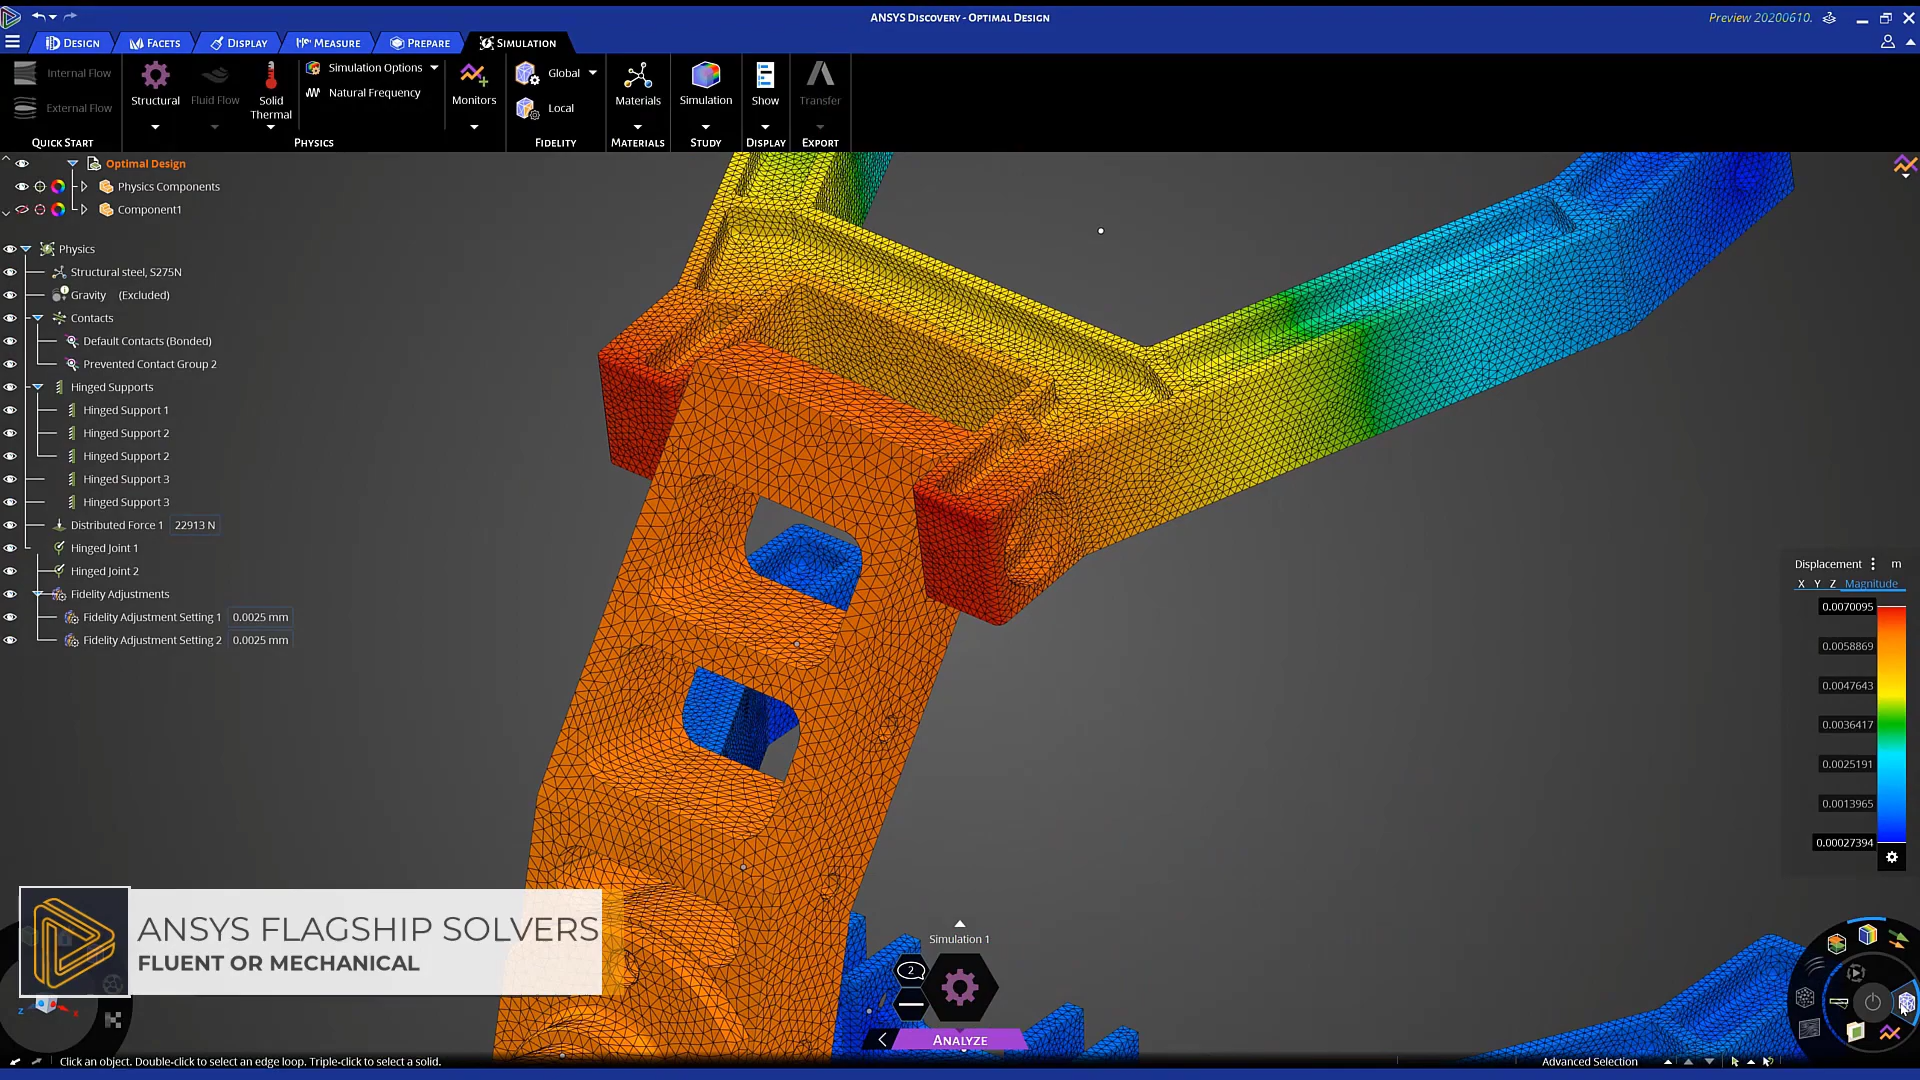 ANSYS Discovery - Optimal Design
Preview 20200610.
Design
Facets
Display
Measure
Prepare
Simulation
Internal Flow
External Flow
Quick Start
Structural
Fluid Flow
Solid Thermal
Simulation Options
Natural Frequency
Physics
Monitors
Global
Local
Fidelity
Materials
Materials
Simulation
Study
Show
Display
Transfer
Export
Optimal Design
Physics Components
Component1
Physics
Structural steel, S275N
Gravity (Excluded)
Contacts
Default Contacts (Bonded)
Prevented Contact Group 2
Hinged Supports
Hinged Support 1
Hinged Support 2
Hinged Support 2
Hinged Support 3
Hinged Support 3
Distributed Force 1 22913 N
Hinged Joint 1
Hinged Joint 2
Fidelity Adjustments
Fidelity Adjustment Setting 1 0.0025 mm
Fidelity Adjustment Setting 2 0.0025 mm
Displacement m
X Y Z Magnitude
0.0070095
0.0058869
0.0047643
0.0036417
0.0025191
0.0013965
0.00027394
ANSYS FLAGSHIP SOLVERS
FLUENT OR MECHANICAL
Simulation 1
2
Analyze
Z X
Click an object. Double-click to select an edge loop. Triple-click to select a solid.
Advanced Selection